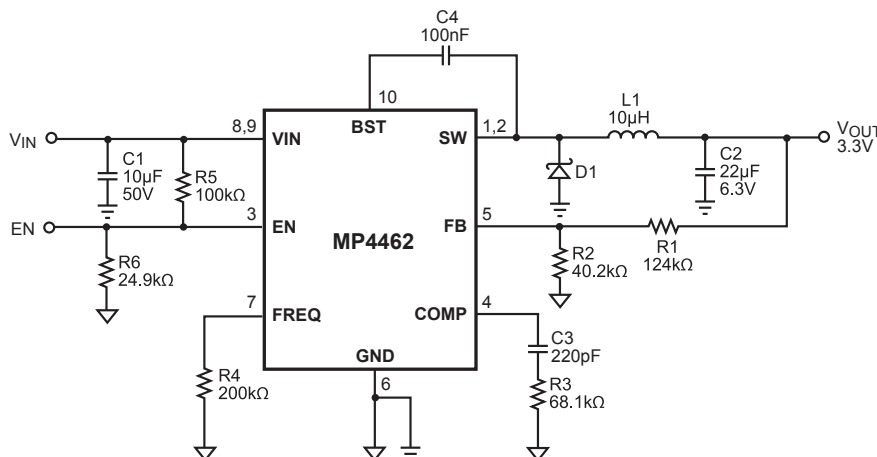 C4
100nF
10
BST
V_IN
8,9
VIN
SW
1,2
L1
10µH
V_OUT
3.3V
C1
10µF
50V
R5
100kΩ
D1
C2
22µF
6.3V
EN
3
EN
MP4462
FB
5
R1
124kΩ
R6
24.9kΩ
R2
40.2kΩ
7
FREQ
COMP
4
C3
220pF
GND
6
R4
200kΩ
R3
68.1kΩ